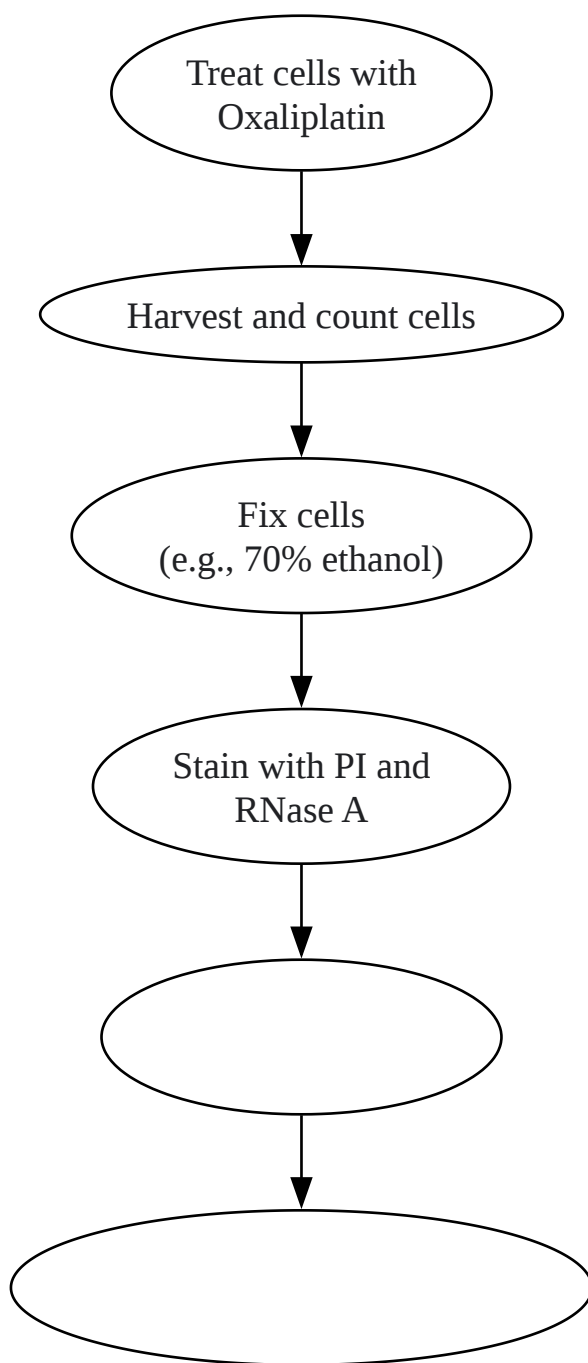 Treat cells with
Oxaliplatin
Harvest and count cells
Fix cells
(e.g., 70% ethanol)
Stain with PI and
RNase A